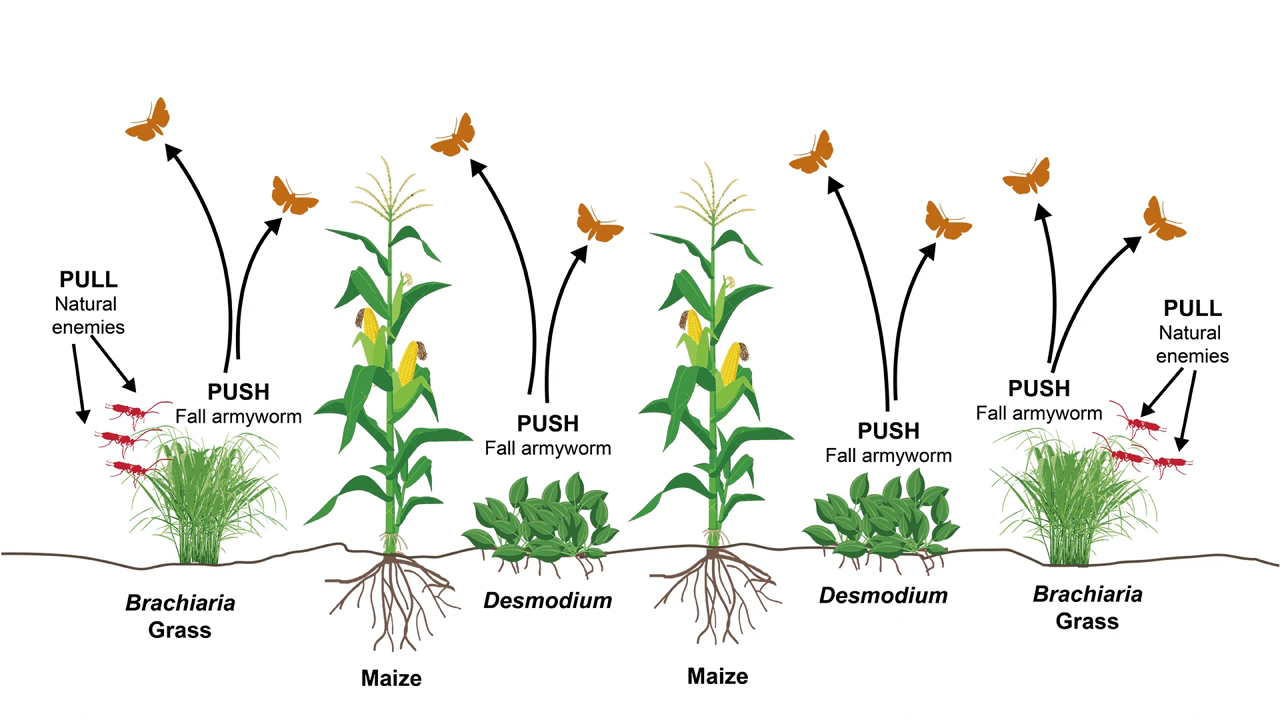 PULL
Natural
enemies
PUSH
Fall armyworm
Brachiaria
Grass
Maize
PUSH
Fall armyworm
Desmodium
Maize
PUSH
Fall armyworm
Desmodium
PUSH
Fall armyworm
Brachiaria
Grass
PULL
Natural
enemies